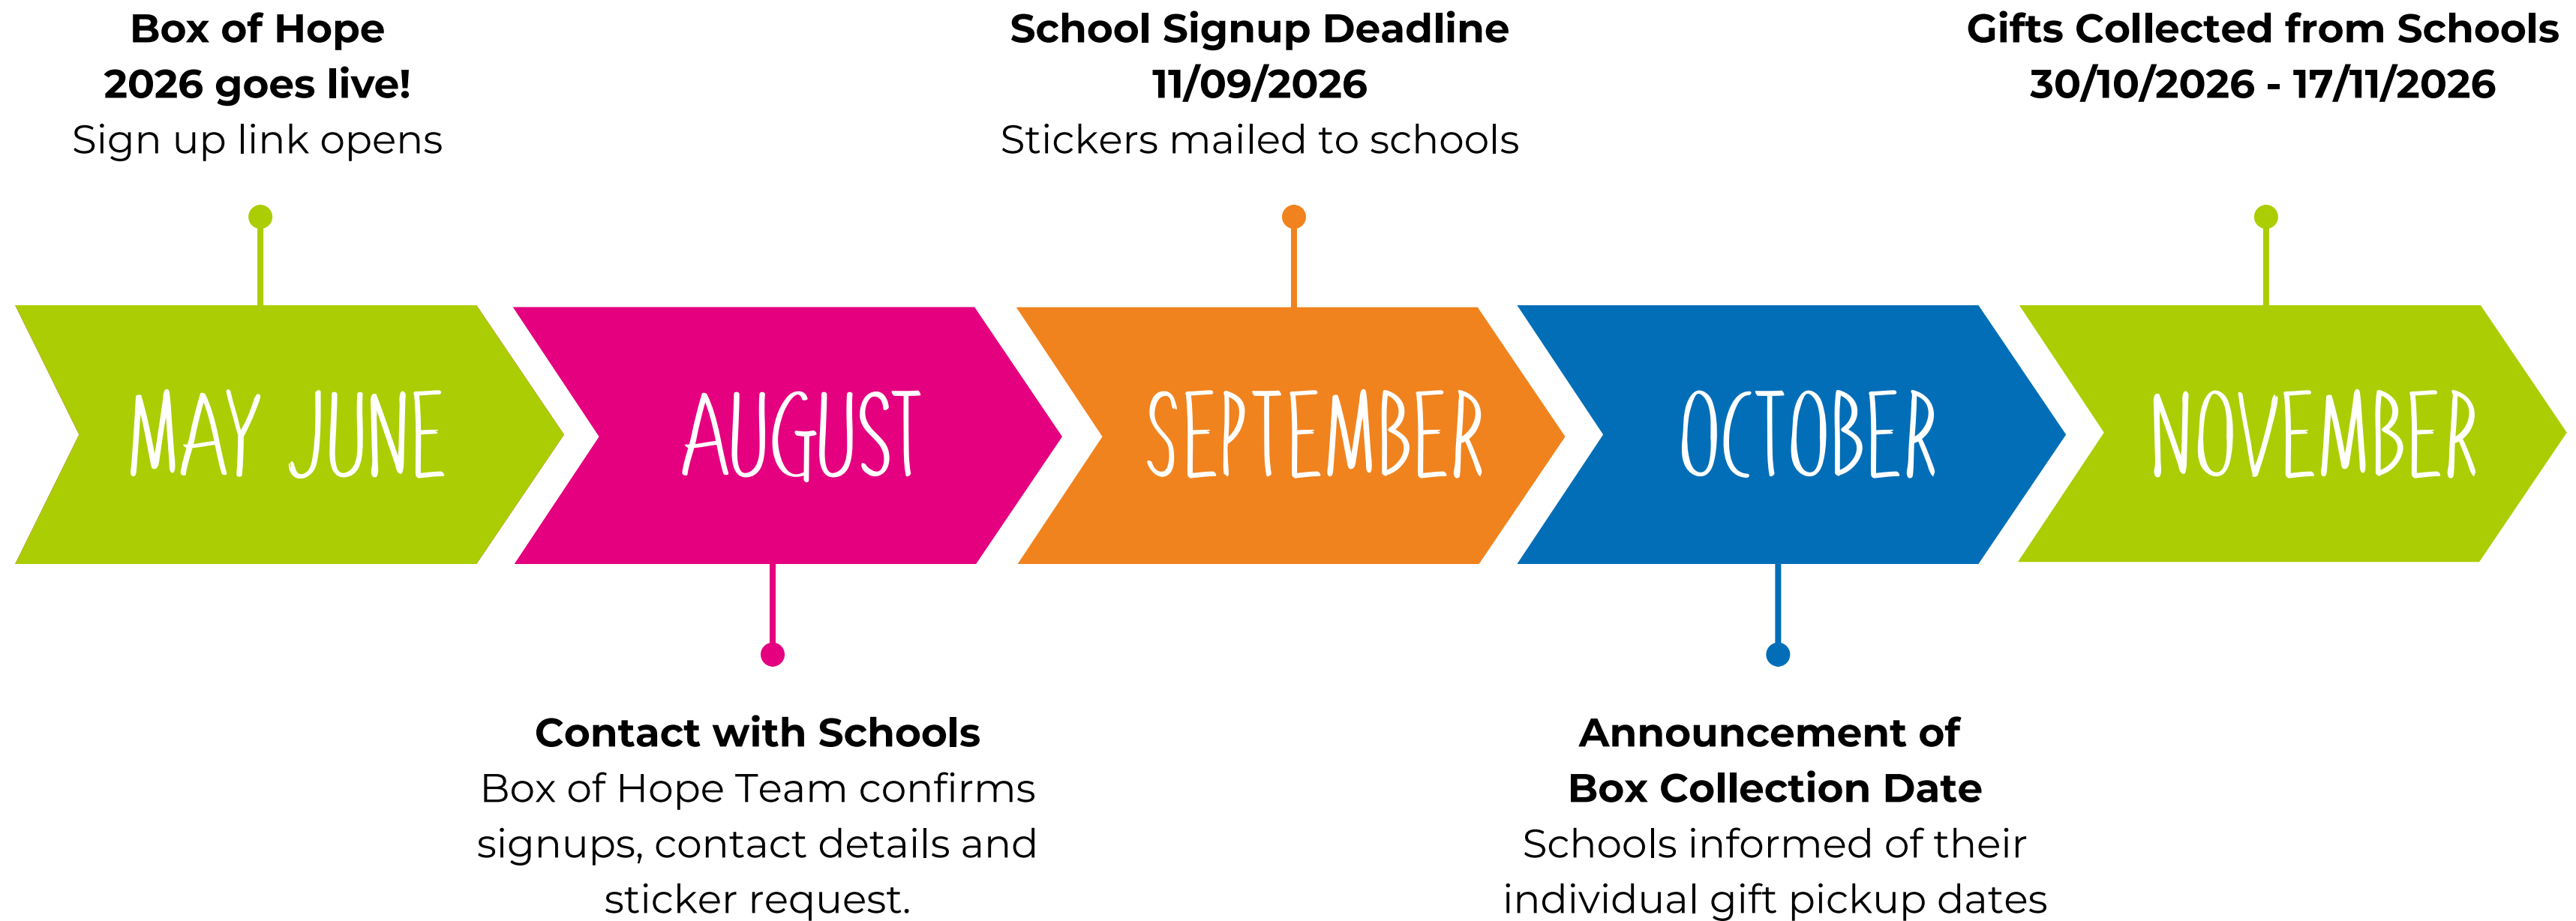 Box of Hope
2026 goes live!
Sign up link opens
School Signup Deadline
11/09/2026
Stickers mailed to schools
Gifts Collected from Schools
30/10/2026 - 17/11/2026
MAY JUNE
AUGUST
SEPTEMBER
OCTOBER
NOVEMBER
Contact with Schools
Box of Hope Team confirms
signups, contact details and
sticker request.
Announcement of
Box Collection Date
Schools informed of their
individual gift pickup dates